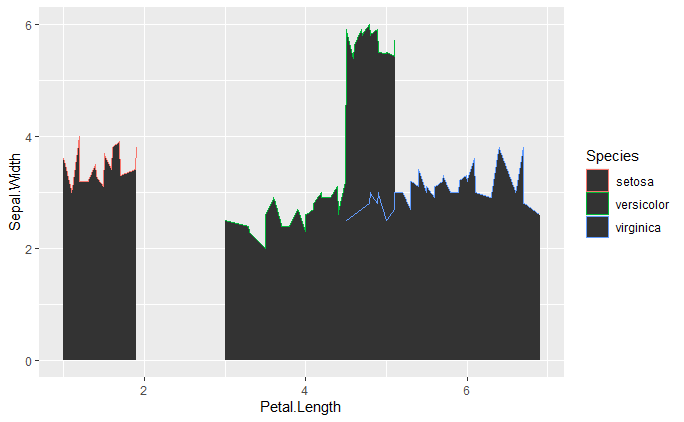 6
4
2
0
Sepal.Width
2
4
6
Petal.Length
Species
setosa
versicolor
virginica